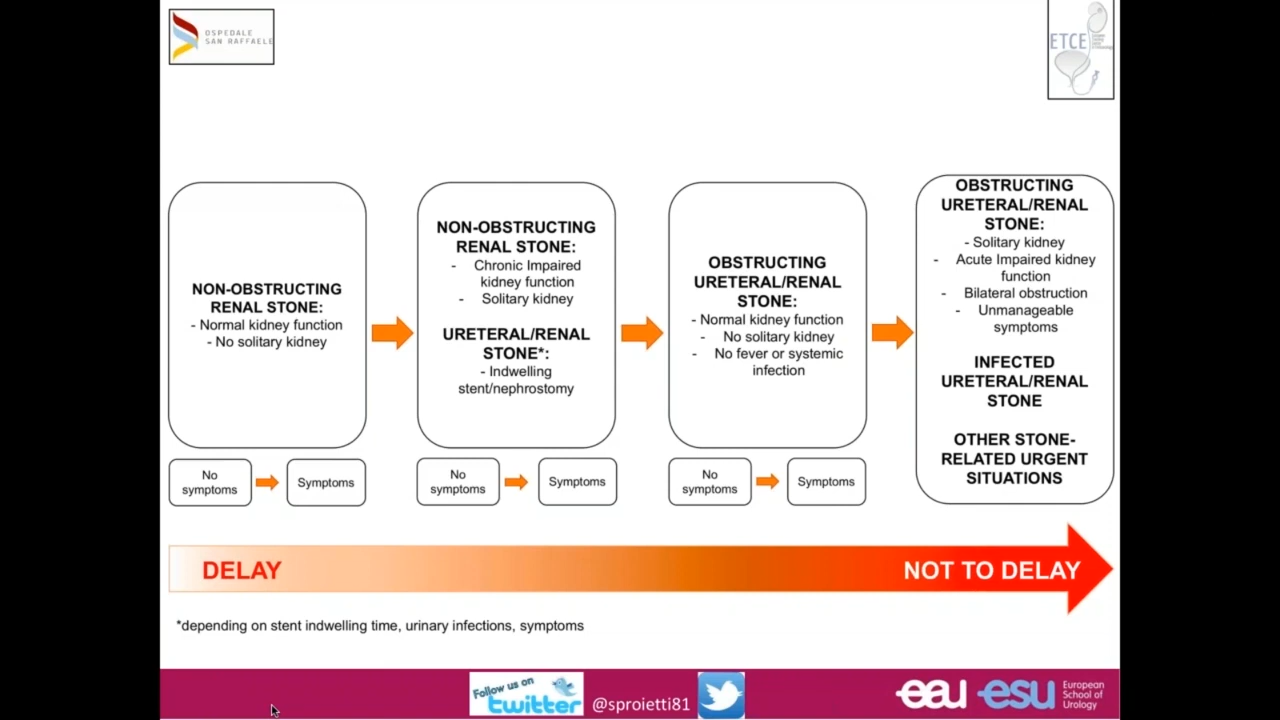 OSPEDALE
SAN RAFFAELE
ETCE
NON-OBSTRUCTING
RENAL STONE:
- Normal kidney function
- No solitary kidney
NON-OBSTRUCTING
RENAL STONE:
- Chronic Impaired
kidney function
- Solitary kidney
URETERAL/RENAL
STONE*:
- Indwelling
stent/nephrostomy
OBSTRUCTING
URETERAL/RENAL
STONE:
- Normal kidney function
- No solitary kidney
- No fever or systemic
infection
OBSTRUCTING
URETERAL/RENAL
STONE:
- Solitary kidney
- Acute Impaired kidney
function
- Bilateral obstruction
- Unmanageable
symptoms
INFECTED
URETERAL/RENAL
STONE
OTHER STONE-
RELATED URGENT
SITUATIONS
No
symptoms
Symptoms
No
symptoms
Symptoms
No
symptoms
Symptoms
DELAY
NOT TO DELAY
*depending on stent indwelling time, urinary infections, symptoms
Follow us on
twitter
@sproietti81
eau esu
European
School of
Urology